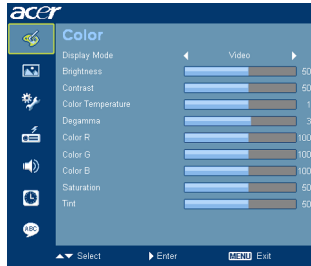 acer
Color
Display Mode Video
Brightness 50
Contrast 50
Color Temperature 1
Degamma 3
Color R 100
Color G 100
Color B 100
Saturation 50
Tint 50
ABC
Select Enter MENU Exit